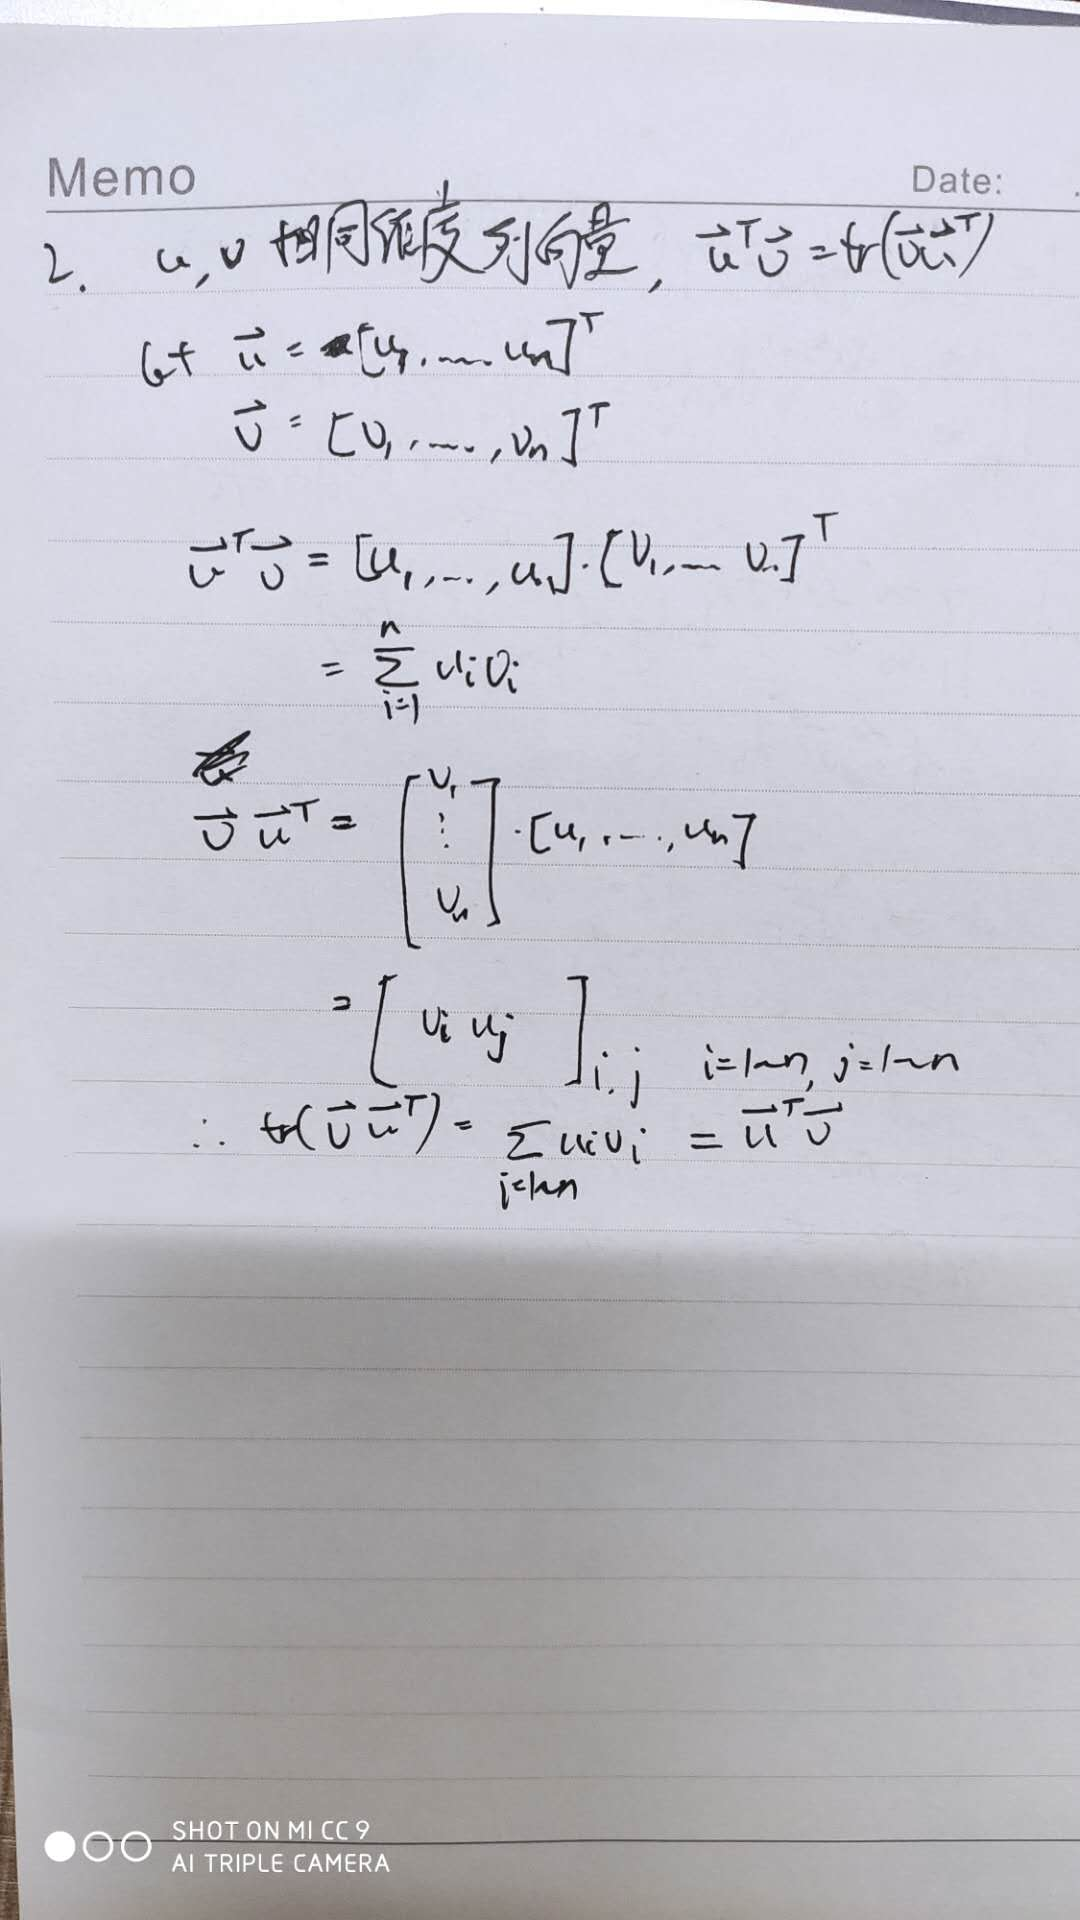 Memo
Date:
2. u, v 相同维度列向量, u⃗ᵀv⃗ = tr(v⃗u⃗ᵀ)
let u⃗ = [u₁, ... uₙ]ᵀ
v⃗ = [v₁, ..., vₙ]ᵀ
u⃗ᵀv⃗ = [u₁, ..., uₙ]·[v₁, ... vₙ]ᵀ
= ∑ᵢ₌₁ⁿ uᵢvᵢ
v⃗ u⃗ᵀ = [v₁ ⋮ vₙ]·[u₁, ..., uₙ]
= [vᵢ uⱼ]ᵢ,ⱼ i=1~n, j=1~n
∴ tr(v⃗ u⃗ᵀ) = ∑ᵢ₌₁~ₙ uᵢvᵢ = u⃗ᵀv⃗
SHOT ON MI CC 9
AI TRIPLE CAMERA